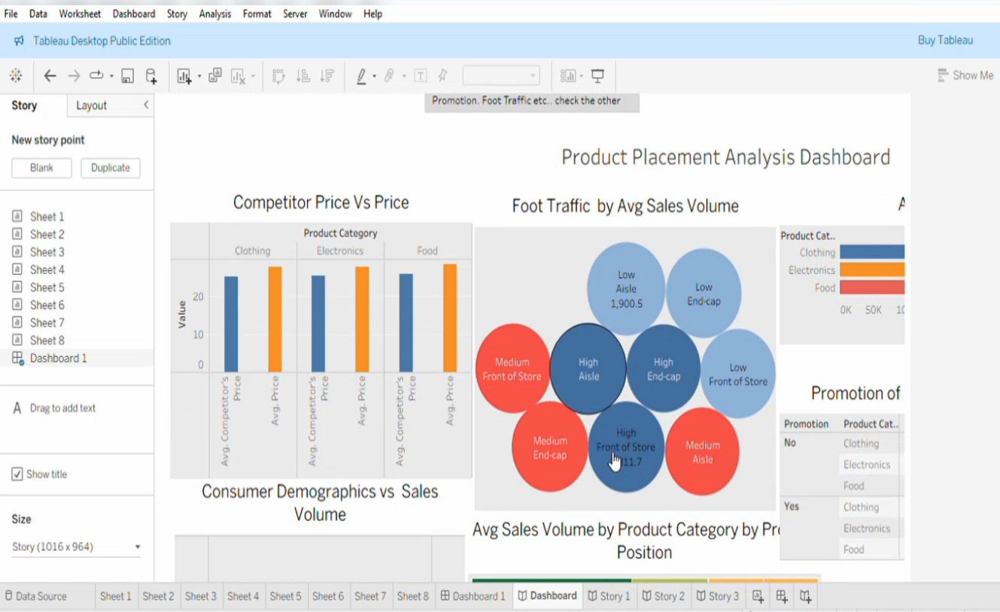 File Data Worksheet Dashboard Story Analysis Format Server Window Help
Tableau Desktop Public Edition
Buy Tableau
Show Me
Story
Layout
New story point
Blank
Duplicate
Sheet 1
Sheet 2
Sheet 3
Sheet 4
Sheet 5
Sheet 6
Sheet 7
Sheet 8
Dashboard 1
A Drag to add text
Show title
Size
Story (1016 x 964)
Promotion. Foot Traffic etc.. check the other
Product Placement Analysis Dashboard
Competitor Price Vs Price
Product Category
Clothing
Electronics
Food
Value
20
10
0
Avg. Competitor's
Price
Avg. Price
Avg. Competitor's
Price
Avg. Price
Avg. Competitor's
Price
Avg. Price
Foot Traffic by Avg Sales Volume
Low
Aisle
1,900.5
Low
End-cap
Medium
Front of Store
High
Aisle
High
End-cap
Low
Front of Store
Medium
End-cap
High
Front of Store
11.7
Medium
Aisle
A
Product Cat..
Clothing
Electronics
Food
0K 50K 10
Promotion of
Promotion Product Cat..
No Clothing
Electronics
Food
Yes Clothing
Electronics
Food
Consumer Demographics vs Sales
Volume
Avg Sales Volume by Product Category by Pro
Position
Data Source Sheet 1 Sheet 2 Sheet 3 Sheet 4 Sheet 5 Sheet 6 Sheet 7 Sheet 8 Dashboard 1 Dashboard Story 1 Story 2 Story 3